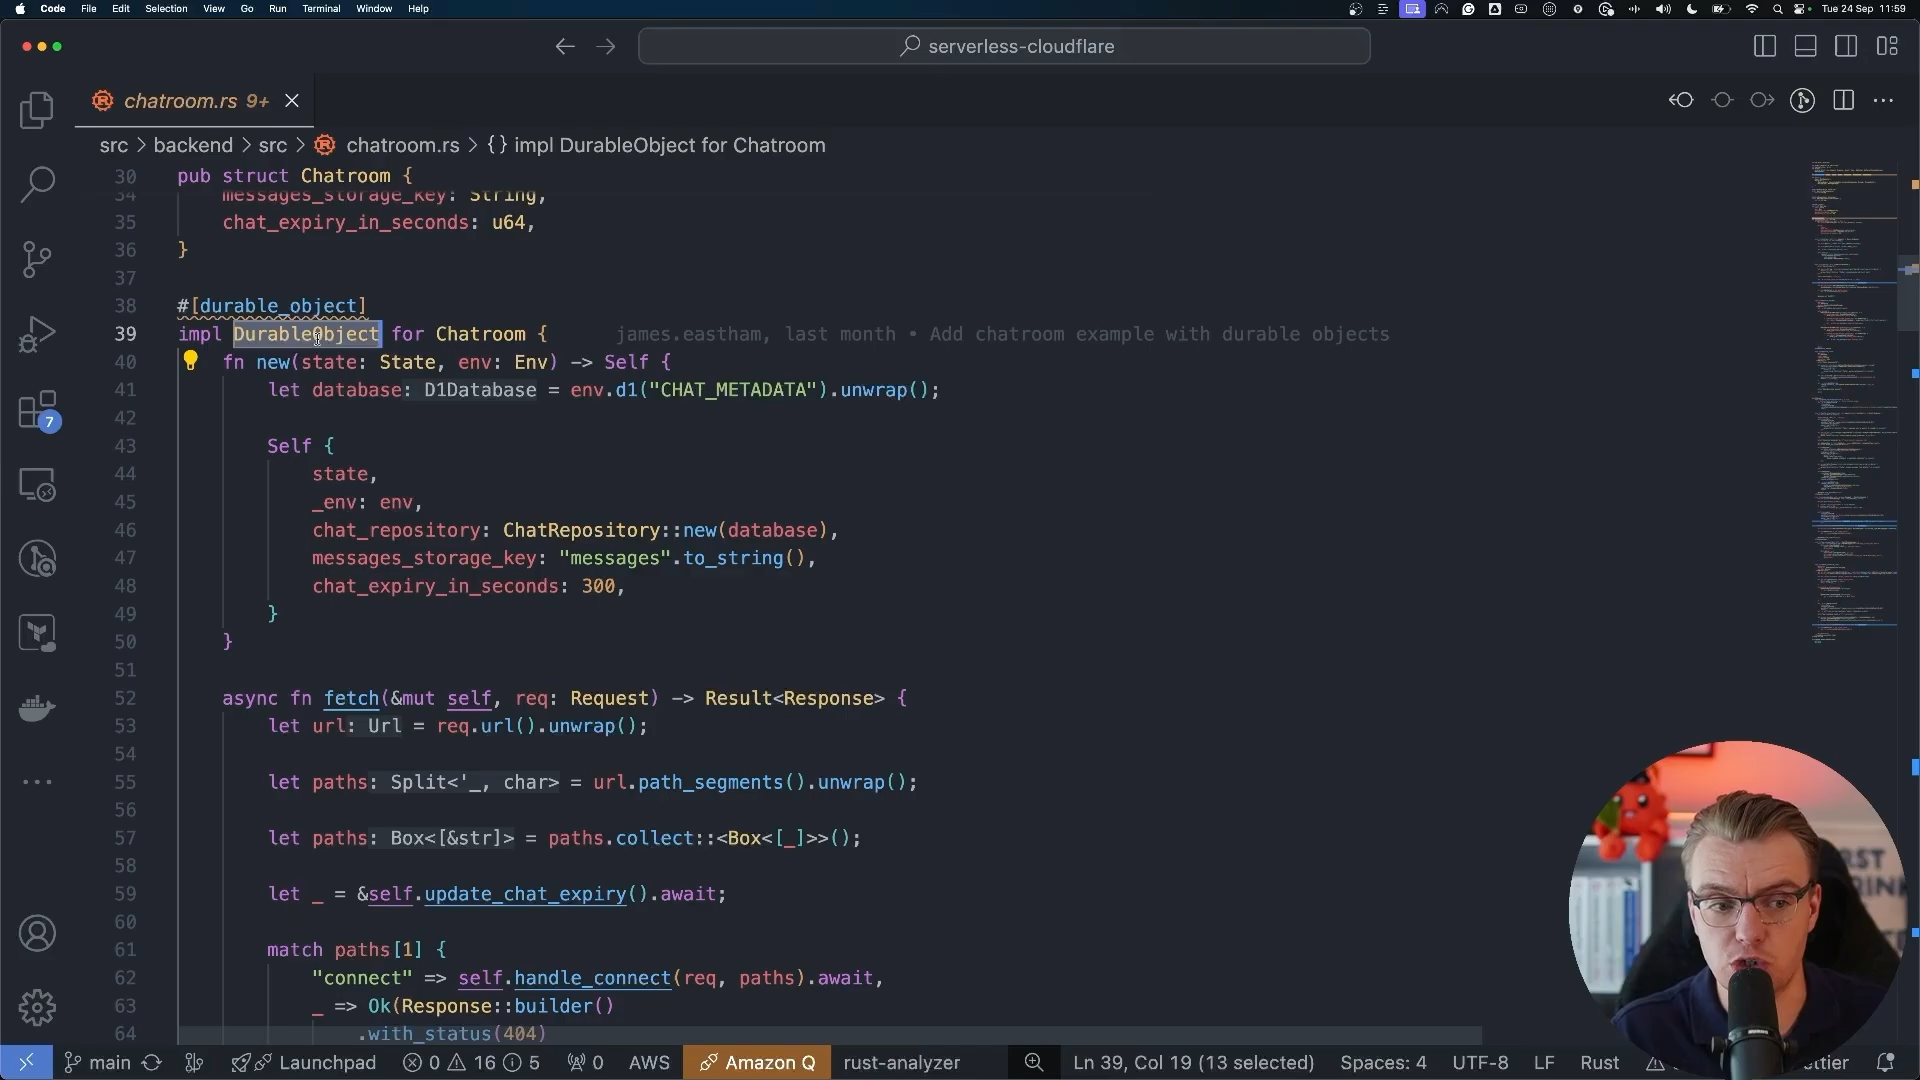 Code File Edit Selection View Go Run Terminal Window Help Tue 24 Sep 11:59
serverless-cloudflare
chatroom.rs 9+
src > backend > src > chatroom.rs > {} impl DurableObject for Chatroom
30 pub struct Chatroom {
34 messages_storage_key: String,
35 chat_expiry_in_seconds: u64,
36 }
37
38 #[durable_object]
39 impl DurableObject for Chatroom { james.eastham, last month • Add chatroom example with durable objects
40 fn new(state: State, env: Env) -> Self {
41 let database: D1Database = env.d1("CHAT_METADATA").unwrap();
42
43 Self {
44 state,
45 _env: env,
46 chat_repository: ChatRepository::new(database),
47 messages_storage_key: "messages".to_string(),
48 chat_expiry_in_seconds: 300,
49 }
50 }
51
52 async fn fetch(&mut self, req: Request) -> Result<Response> {
53 let url: Url = req.url().unwrap();
54
55 let paths: Split<'_, char> = url.path_segments().unwrap();
56
57 let paths: Box<[&str]> = paths.collect::<Box<[_]>>();
58
59 let _ = &self.update_chat_expiry().await;
60
61 match paths[1] {
62 "connect" => self.handle_connect(req, paths).await,
63 _ => Ok(Response::builder()
64 .with_status(404)
7
main Launchpad 0 16 5 0 AWS Amazon Q rust-analyzer Ln 39, Col 19 (13 selected) Spaces: 4 UTF-8 LF Rust